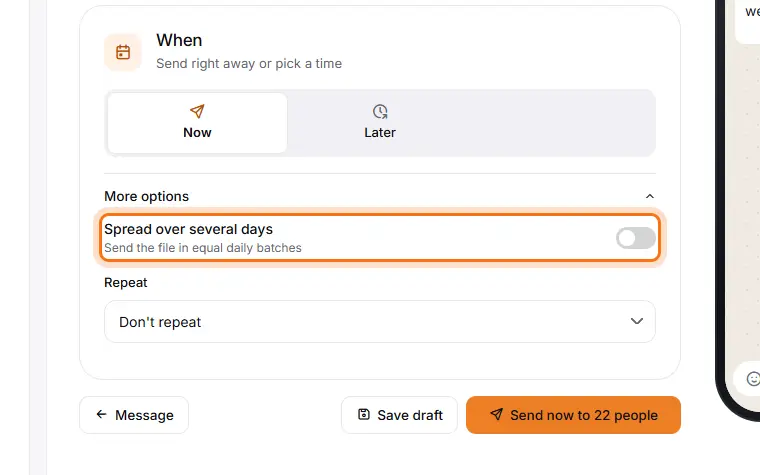 we
When
Send right away or pick a time
Now
Later
More options
Spread over several days
Send the file in equal daily batches
Repeat
Don't repeat
Message
Save draft
Send now to 22 people